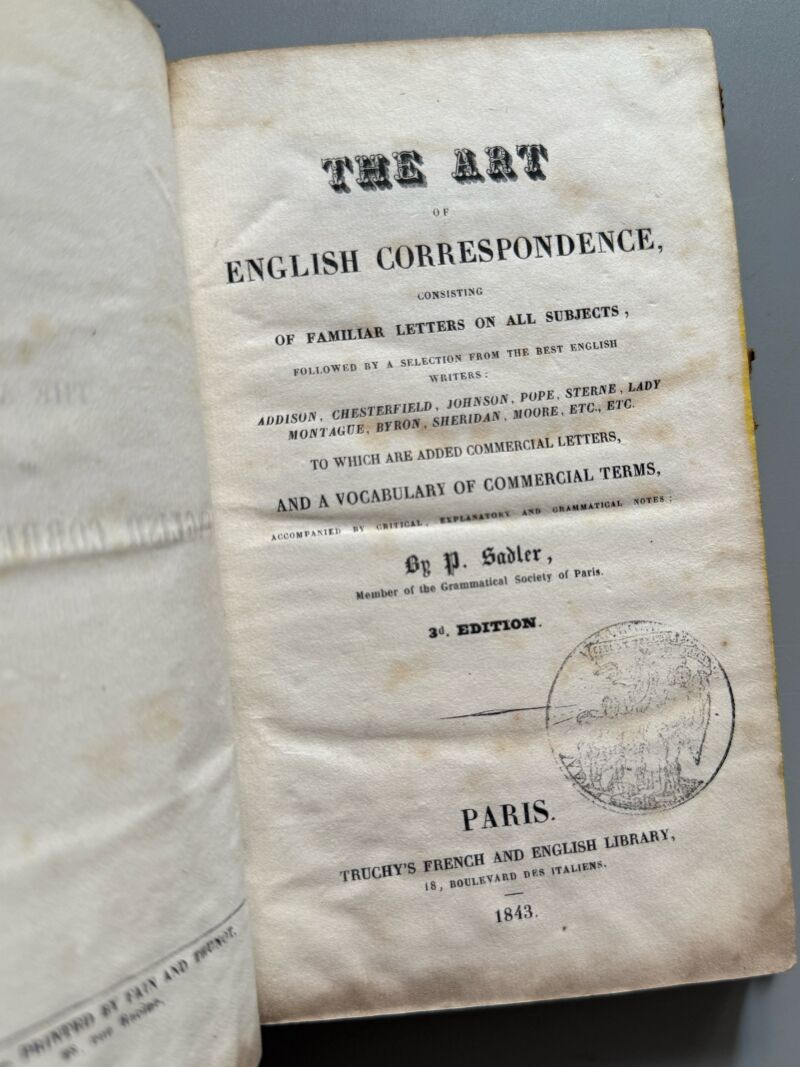 THE ART
OF
ENGLISH CORRESPONDENCE,
CONSISTING
OF FAMILIAR LETTERS ON ALL SUBJECTS,
FOLLOWED BY A SELECTION FROM THE BEST ENGLISH
WRITERS:
ADDISON, CHESTERFIELD, JOHNSON, POPE, STERNE, LADY
MONTAGUE, BYRON, SHERIDAN, MOORE, ETC., ETC.
TO WHICH ARE ADDED COMMERCIAL LETTERS,
AND A VOCABULARY OF COMMERCIAL TERMS,
ACCOMPANIED BY CRITICAL, EXPLANATORY AND GRAMMATICAL NOTES:
By P. Sadler,
Member of the Grammatical Society of Paris.
3d. EDITION.
PARIS.
TRUCHY'S FRENCH AND ENGLISH LIBRARY,
18, BOULEVARD DES ITALIENS.
1843.
PRINTED BY FAIN AND THUNOT,
rue Racine.